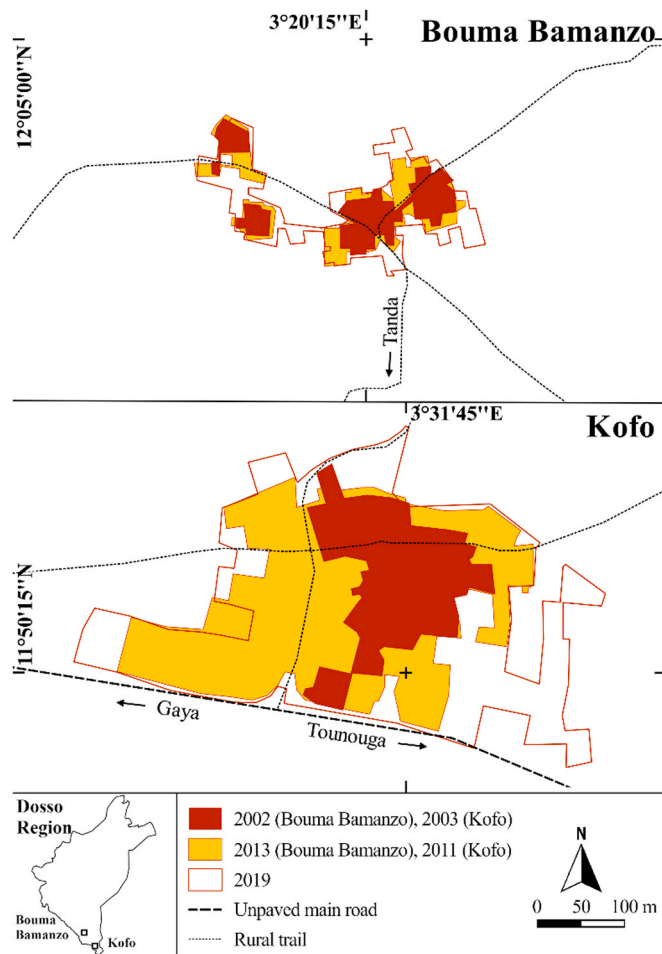 3°20'15''E
Bouma Bamanzo
12°05'00''N
Tanda
3°31'45''E
Kofo
11°50'15''N
Gaya
Tounouga
Dosso
Region
Bouma
Bamanzo
Kofo
2002 (Bouma Bamanzo), 2003 (Kofo)
2013 (Bouma Bamanzo), 2011 (Kofo)
2019
Unpaved main road
Rural trail
N
0 50 100 m